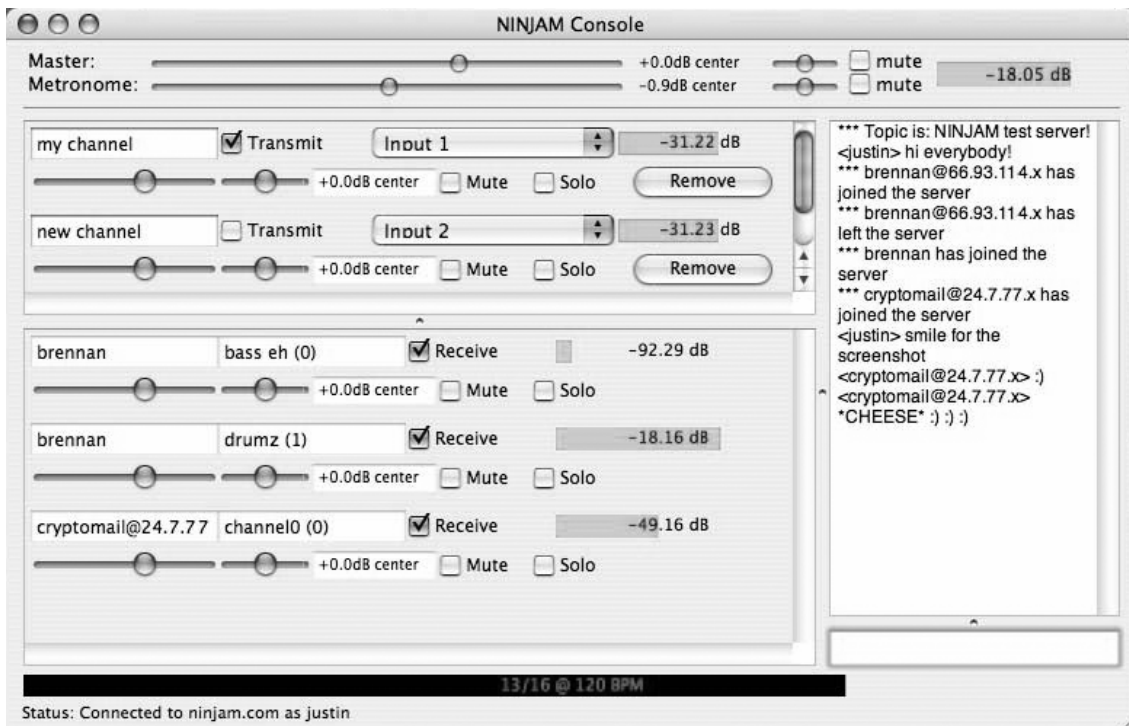 NINJAM Console
Master: +0.0dB center mute
Metronome: -0.9dB center mute
-18.05 dB
my channel Transmit Input 1 -31.22 dB
+0.0dB center Mute Solo Remove
new channel Transmit Input 2 -31.23 dB
+0.0dB center Mute Solo Remove
brennan bass eh (0) Receive -92.29 dB
+0.0dB center Mute Solo
brennan drumz (1) Receive -18.16 dB
+0.0dB center Mute Solo
cryptomail@24.7.77 channel0 (0) Receive -49.16 dB
+0.0dB center Mute Solo
*** Topic is: NINJAM test server!
<justin> hi everybody!
*** brennan@66.93.114.x has
joined the server
*** brennan@66.93.114.x has
left the server
*** brennan has joined the
server
*** cryptomail@24.7.77.x has
joined the server
<justin> smile for the
screenshot
<cryptomail@24.7.77.x> :)
<cryptomail@24.7.77.x>
*CHEESE* :) :) :)
13/16 @ 120 BPM
Status: Connected to ninjam.com as justin